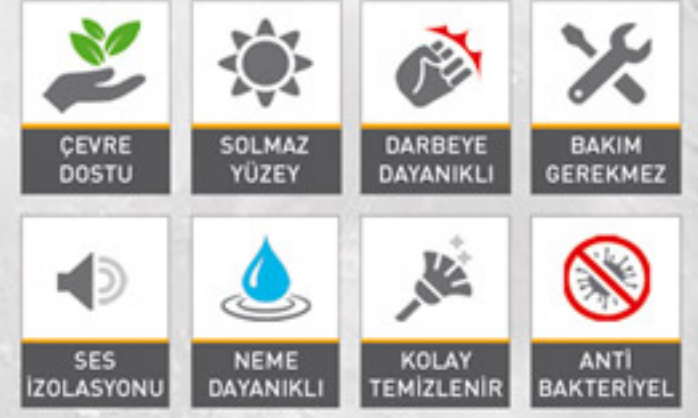 ÇEVRE
DOSTU
SOLMAZ
YÜZEY
DARBEYE
DAYANIKLI
BAKIM
GEREKMEZ
SES
İZOLASYONU
NEME
DAYANIKLI
KOLAY
TEMİZLENİR
ANTİ
BAKTERİYEL